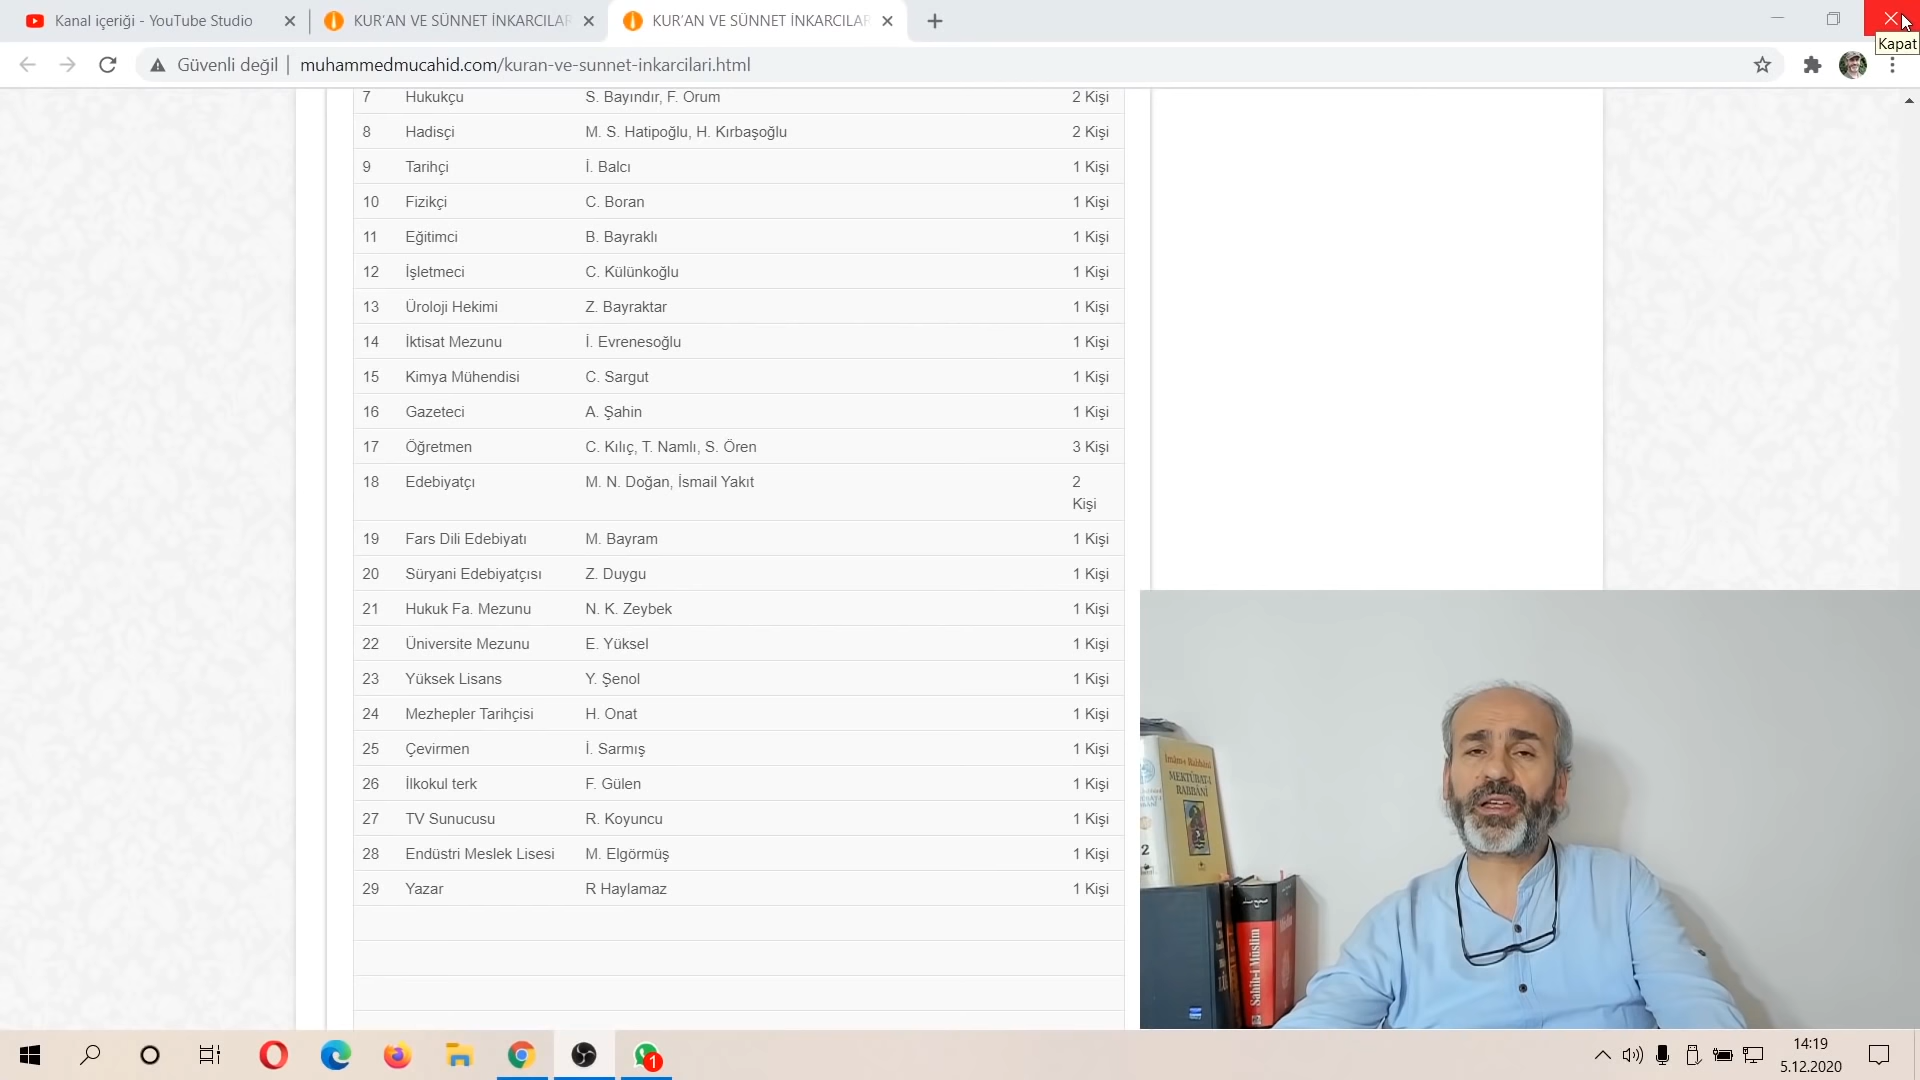 Kanal içeriği - YouTube Studio
KUR'AN VE SÜNNET İNKARCILAR
KUR'AN VE SÜNNET İNKARCILAR
Kapat
Güvenli değil
muhammedmucahid.com/kuran-ve-sunnet-inkarcilari.html
7 Hukukçu S. Bayındır, F. Orum 2 Kişi
8 Hadisçi M. S. Hatipoğlu, H. Kırbaşoğlu 2 Kişi
9 Tarihçi İ. Balcı 1 Kişi
10 Fizikçi C. Boran 1 Kişi
11 Eğitimci B. Bayraklı 1 Kişi
12 İşletmeci C. Külünkoğlu 1 Kişi
13 Üroloji Hekimi Z. Bayraktar 1 Kişi
14 İktisat Mezunu İ. Evrenesoğlu 1 Kişi
15 Kimya Mühendisi C. Sargut 1 Kişi
16 Gazeteci A. Şahin 1 Kişi
17 Öğretmen C. Kılıç, T. Namlı, S. Ören 3 Kişi
18 Edebiyatçı M. N. Doğan, İsmail Yakıt 2
Kişi
19 Fars Dili Edebiyatı M. Bayram 1 Kişi
20 Süryani Edebiyatçısı Z. Duygu 1 Kişi
21 Hukuk Fa. Mezunu N. K. Zeybek 1 Kişi
22 Üniversite Mezunu E. Yüksel 1 Kişi
23 Yüksek Lisans Y. Şenol 1 Kişi
24 Mezhepler Tarihçisi H. Onat 1 Kişi
25 Çevirmen İ. Sarmış 1 Kişi
26 İlkokul terk F. Gülen 1 Kişi
27 TV Sunucusu R. Koyuncu 1 Kişi
28 Endüstri Meslek Lisesi M. Elgörmüş 1 Kişi
29 Yazar R Haylamaz 1 Kişi
İmâm-ı Rabbânî
MEKTÛBAT-I
RABBÂNÎ
2
Sahîh-i Müslim
1
14:19
5.12.2020